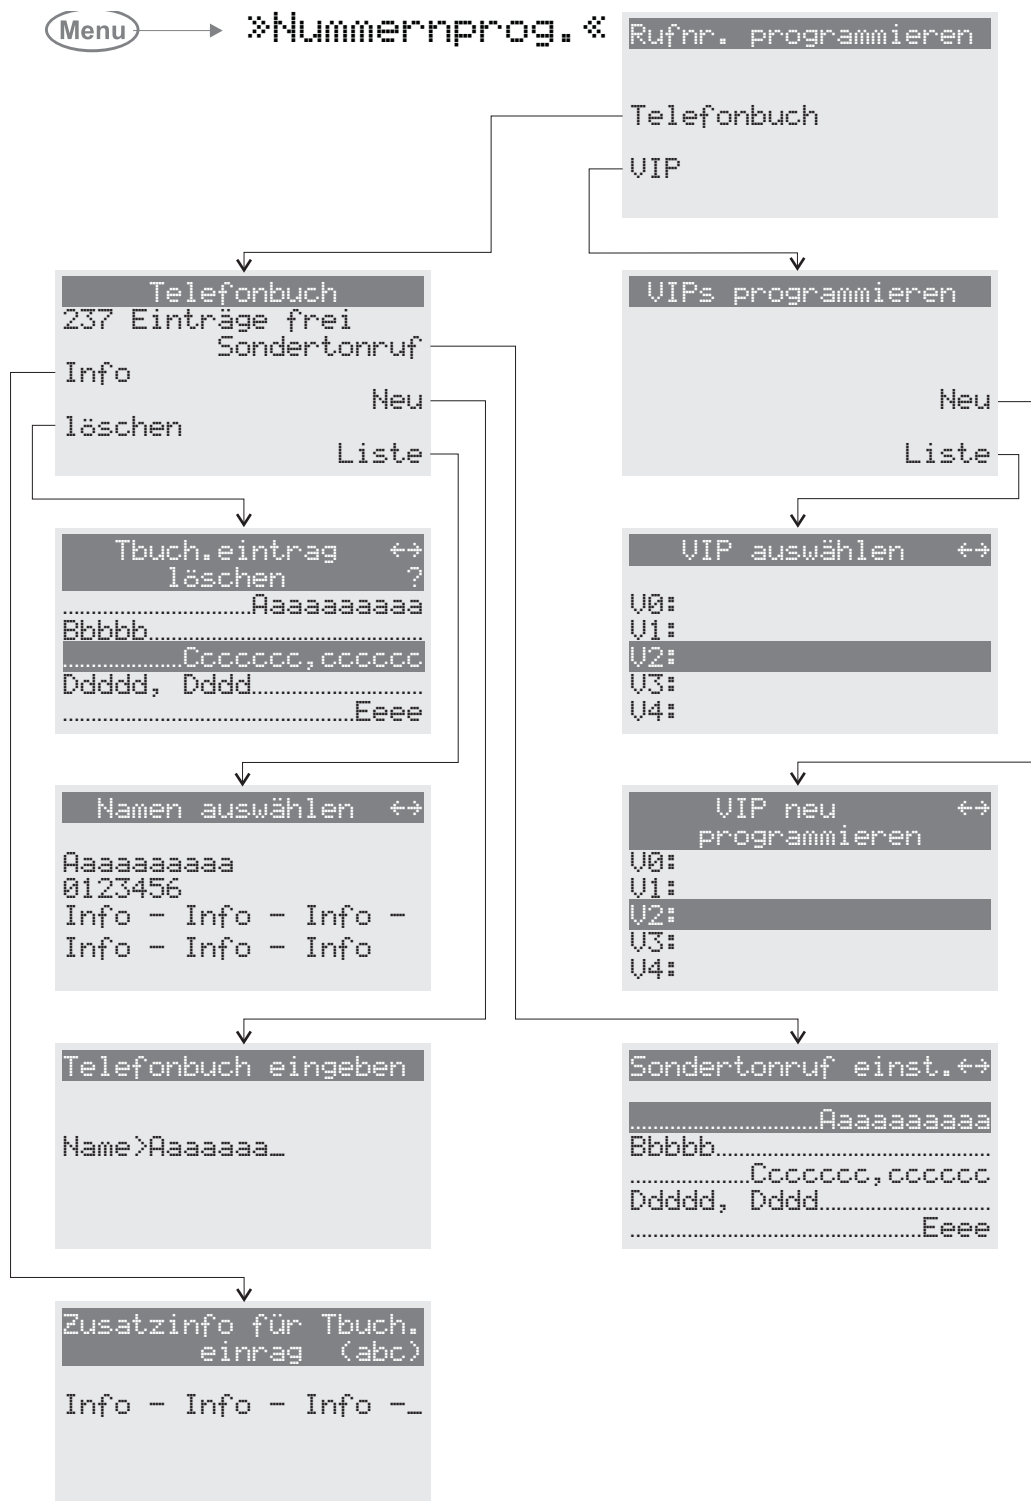 Menu »Nummernprog.«
Rufnr. programmieren
Telefonbuch
VIP
Telefonbuch
237 Einträge frei
Sondertonruf
Info
Neu
löschen
Liste
VIPs programmieren
Neu
Liste
Tbuch.eintrag ←→
löschen ?
................................Aaaaaaaaaa
Bbbbb...............................................
.....................Ccccccc,cccccc
Ddddd, Dddd..............................
..................................................Eeee
VIP auswählen ←→
V0:
V1:
V2:
V3:
V4:
Namen auswählen ←→
Aaaaaaaaaa
0123456
Info - Info - Info -
Info - Info - Info
VIP neu ←→
programmieren
V0:
V1:
V2:
V3:
V4:
Telefonbuch eingeben
Name>Aaaaaaa_
Sondertonruf einst.←→
................................Aaaaaaaaaa
Bbbbb...............................................
.....................Ccccccc,cccccc
Ddddd, Dddd..............................
..................................................Eeee
Zusatzinfo für Tbuch.
einrag (abc)
Info - Info - Info -_